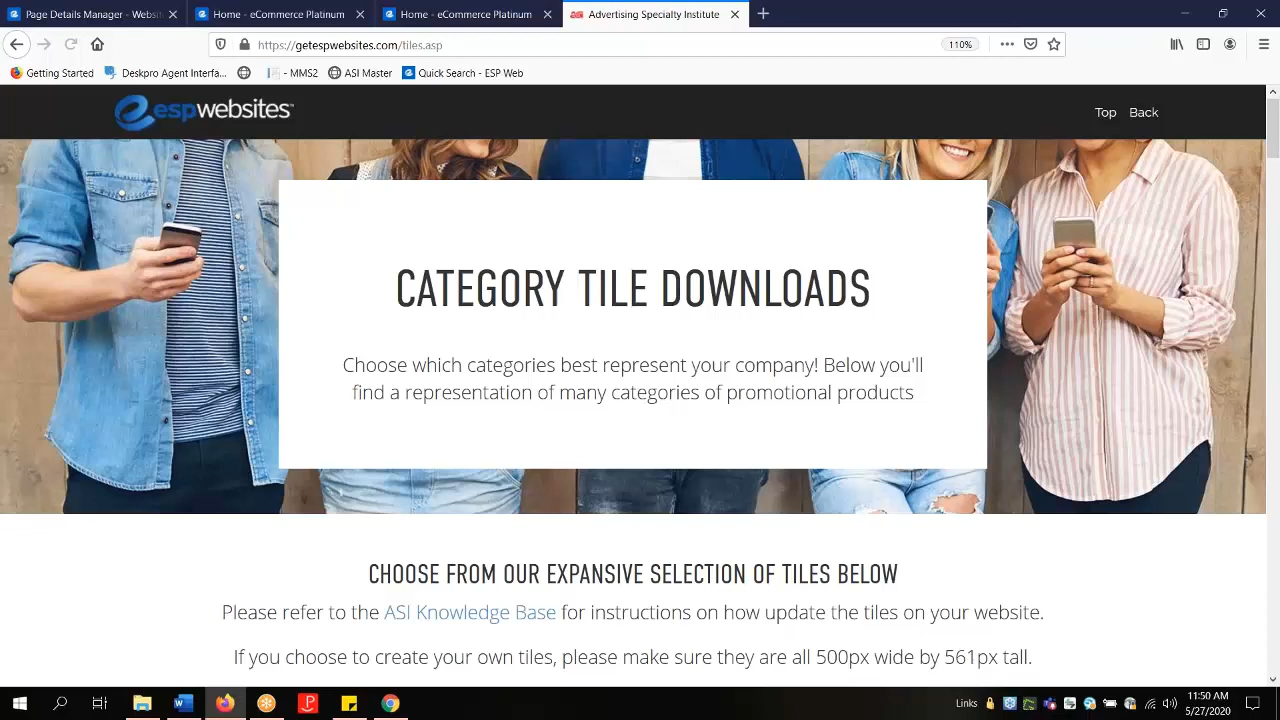 Page Details Manager - Websit
Home - eCommerce Platinum
Home - eCommerce Platinum
Advertising Specialty Institute
https://getespwebsites.com/tiles.asp
110%
Getting Started
Deskpro Agent Interfa...
- MMS2
ASI Master
Quick Search - ESP Web
espwebsites™
Top
Back
CATEGORY TILE DOWNLOADS
Choose which categories best represent your company! Below you'll
find a representation of many categories of promotional products
CHOOSE FROM OUR EXPANSIVE SELECTION OF TILES BELOW
Please refer to the ASI Knowledge Base for instructions on how update the tiles on your website.
If you choose to create your own tiles, please make sure they are all 500px wide by 561px tall.
Links
11:50 AM
5/27/2020